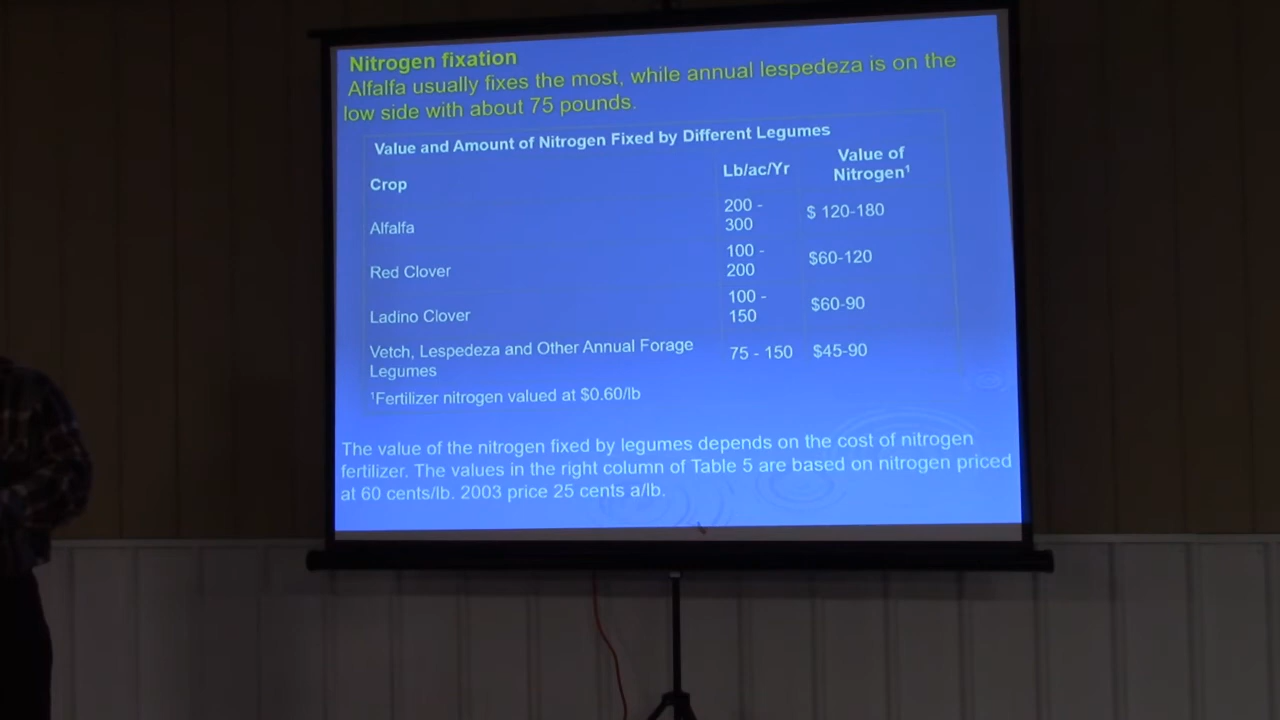 Nitrogen fixation
Alfalfa usually fixes the most, while annual lespedeza is on the
low side with about 75 pounds.
Value and Amount of Nitrogen Fixed by Different Legumes
Crop
Lb/ac/Yr
Value of
Nitrogen¹
Alfalfa
200 -
300
$ 120-180
Red Clover
100 -
200
$60-120
Ladino Clover
100 -
150
$60-90
Vetch, Lespedeza and Other Annual Forage
Legumes
75 - 150
$45-90
¹Fertilizer nitrogen valued at $0.60/lb
The value of the nitrogen fixed by legumes depends on the cost of nitrogen
fertilizer. The values in the right column of Table 5 are based on nitrogen priced
at 60 cents/lb. 2003 price 25 cents a/lb.